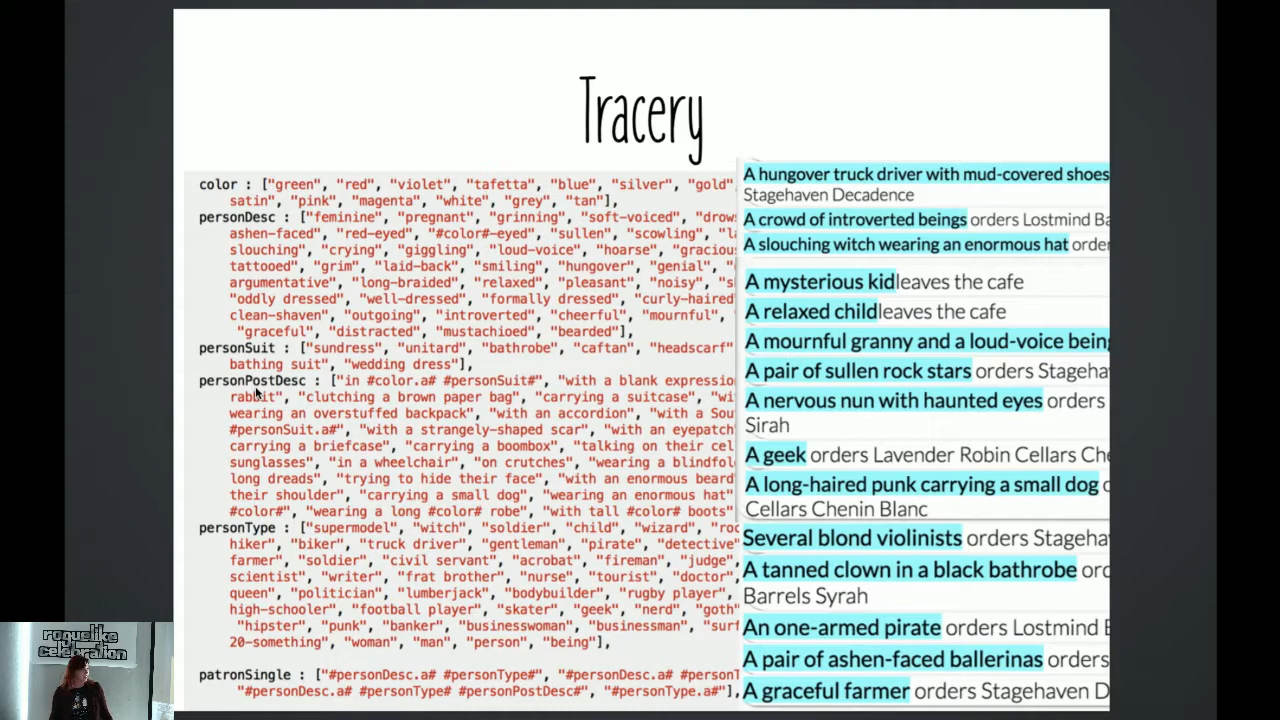 Tracery
color : ["green", "red", "violet", "tafetta", "blue", "silver", "gold",
satin", "pink", "magenta", "white", "grey", "tan"],
personDesc : ["feminine", "pregnant", "grinning", "soft-voiced", "drow
ashen-faced", "red-eyed", "#color#-eyed", "sullen", "scowling", "la
slouching", "crying", "giggling", "loud-voice", "hoarse", "graciou
tattooed", "grim", "laid-back", "smiling", "hungover", "genial", "
argumentative", "long-braided", "relaxed", "pleasant", "noisy", "s
"oddly dressed", "well-dressed", "formally dressed", "curly-haired
clean-shaven", "outgoing", "introverted", "cheerful", "mournful", "
"graceful", "distracted", "mustachioed", "bearded"],
personSuit : ["sundress", "unitard", "bathrobe", "caftan", "headscarf"
bathing suit", "wedding dress"],
personPostDesc : ["in #color.a# #personSuit#", "with a blank expressio
rabbit", "clutching a brown paper bag", "carrying a suitcase", "wi
wearing an overstuffed backpack", "with an accordion", "with a Sou
#personSuit.a#", "with a strangely-shaped scar", "with an eyepatch
carrying a briefcase", "carrying a boombox", "talking on their cel
sunglasses", "in a wheelchair", "on crutches", "wearing a blindfol
long dreads", "trying to hide their face", "with an enormous beard
their shoulder", "carrying a small dog", "wearing an enormous hat"
#color#", "wearing a long #color# robe", "with tall #color# boots"
personType : ["supermodel", "witch", "soldier", "child", "wizard", "roc
hiker", "biker", "truck driver", "gentleman", "pirate", "detective"
farmer", "soldier", "civil servant", "acrobat", "fireman", "judge",
scientist", "writer", "frat brother", "nurse", "tourist", "doctor",
queen", "politician", "lumberjack", "bodybuilder", "rugby player",
high-schooler", "football player", "skater", "geek", "nerd", "goth"
"hipster", "punk", "banker", "businesswoman", "businessman", "surf
20-something", "woman", "man", "person", "being"],
patronSingle : ["#personDesc.a# #personType#", "#personDesc.a# #personT
"#personDesc.a# #personType# #personPostDesc#", "#personType.a#"],
A hungover truck driver with mud-covered shoes
Stagehaven Decadence
A crowd of introverted beings orders Lostmind Ba
A slouching witch wearing an enormous hat order
A mysterious kid leaves the cafe
A relaxed child leaves the cafe
A mournful granny and a loud-voice being
A pair of sullen rock stars orders Stageha
A nervous nun with haunted eyes orders
Sirah
A geek orders Lavender Robin Cellars Che
A long-haired punk carrying a small dog o
Cellars Chenin Blanc
Several blond violinists orders Stageha
A tanned clown in a black bathrobe ord
Barrels Syrah
An one-armed pirate orders Lostmind B
A pair of ashen-faced ballerinas orders
A graceful farmer orders Stagehaven D
roguelike
celebration